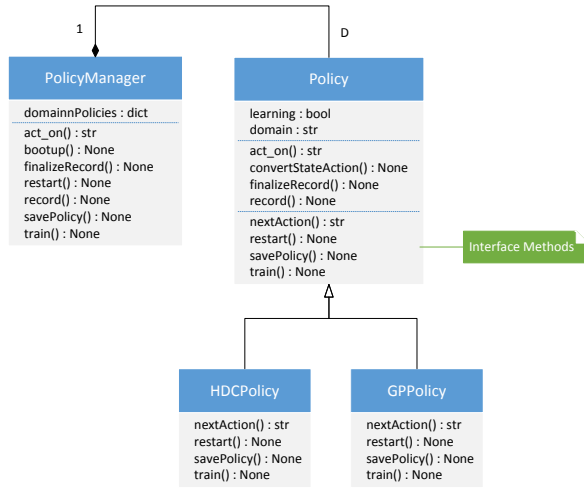 1
D
PolicyManager
domainnPolicies : dict
act_on() : str
bootup() : None
finalizeRecord() : None
restart() : None
record() : None
savePolicy() : None
train() : None
Policy
learning : bool
domain : str
act_on() : str
convertStateAction() : None
finalizeRecord() : None
record() : None
nextAction() : str
restart() : None
savePolicy() : None
train() : None
Interface Methods
HDCPolicy
nextAction() : str
restart() : None
savePolicy() : None
train() : None
GPPolicy
nextAction() : str
restart() : None
savePolicy() : None
train() : None